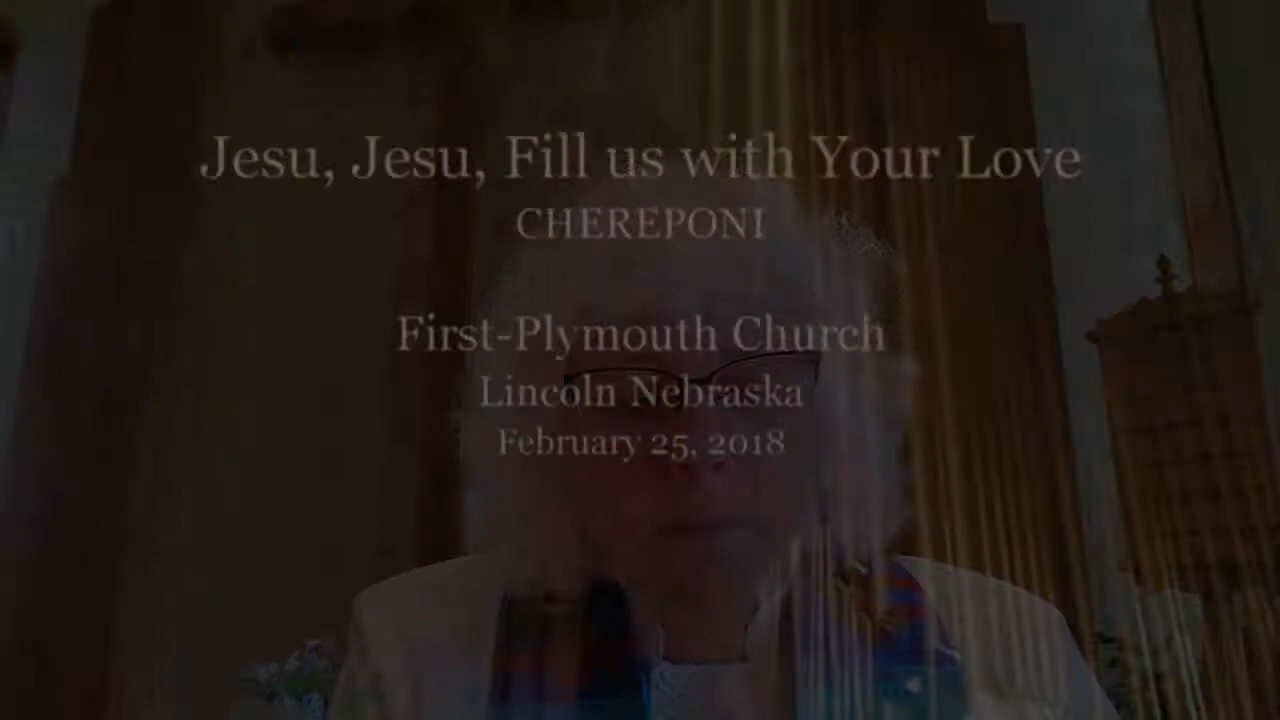 Jesu, Jesu, Fill us with Your Love
CHEREPONI
First-Plymouth Church
Lincoln Nebraska
February 25, 2018